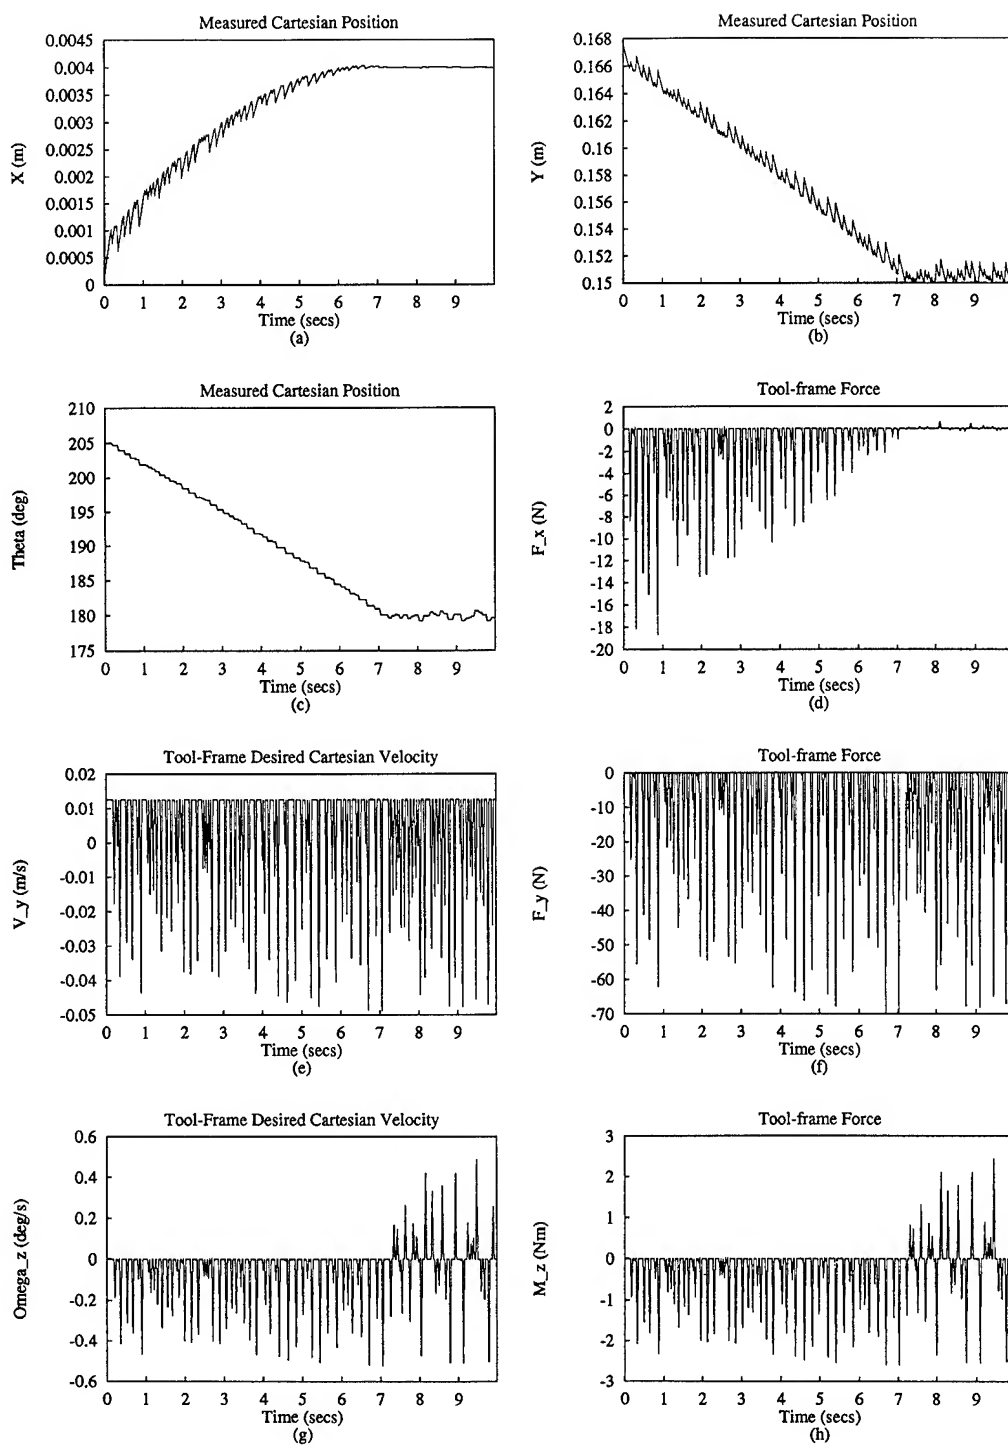 Measured Cartesian Position
0.0045
0.004
0.0035
0.003
0.0025
0.002
0.0015
0.001
0.0005
0
X (m)
0 1 2 3 4 5 6 7 8 9
Time (secs)
(a)
Measured Cartesian Position
0.168
0.166
0.164
0.162
0.16
0.158
0.156
0.154
0.152
0.15
Y (m)
0 1 2 3 4 5 6 7 8 9
Time (secs)
(b)
Measured Cartesian Position
210
205
200
195
190
185
180
175
Theta (deg)
0 1 2 3 4 5 6 7 8 9
Time (secs)
(c)
Tool-frame Force
2
0
-2
-4
-6
-8
-10
-12
-14
-16
-18
-20
F_x (N)
0 1 2 3 4 5 6 7 8 9
Time (secs)
(d)
Tool-Frame Desired Cartesian Velocity
0.02
0.01
0
-0.01
-0.02
-0.03
-0.04
-0.05
V_y (m/s)
0 1 2 3 4 5 6 7 8 9
Time (secs)
(e)
Tool-frame Force
0
-10
-20
-30
-40
-50
-60
-70
F_y (N)
0 1 2 3 4 5 6 7 8 9
Time (secs)
(f)
Tool-Frame Desired Cartesian Velocity
0.6
0.4
0.2
0
-0.2
-0.4
-0.6
Omega_z (deg/s)
0 1 2 3 4 5 6 7 8 9
Time (secs)
(g)
Tool-frame Force
3
2
1
0
-1
-2
-3
M_z (Nm)
0 1 2 3 4 5 6 7 8 9
Time (secs)
(h)